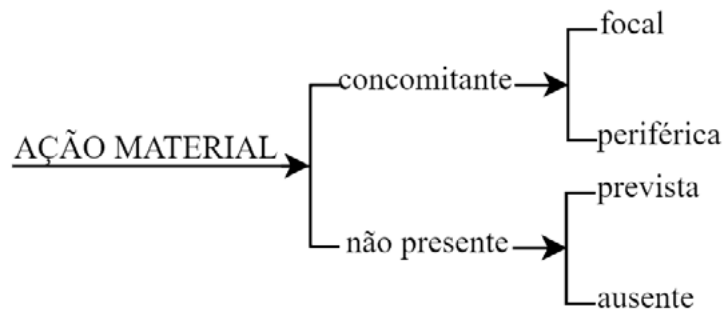 focal
concomitante
periférica
AÇÃO MATERIAL
prevista
não presente
ausente